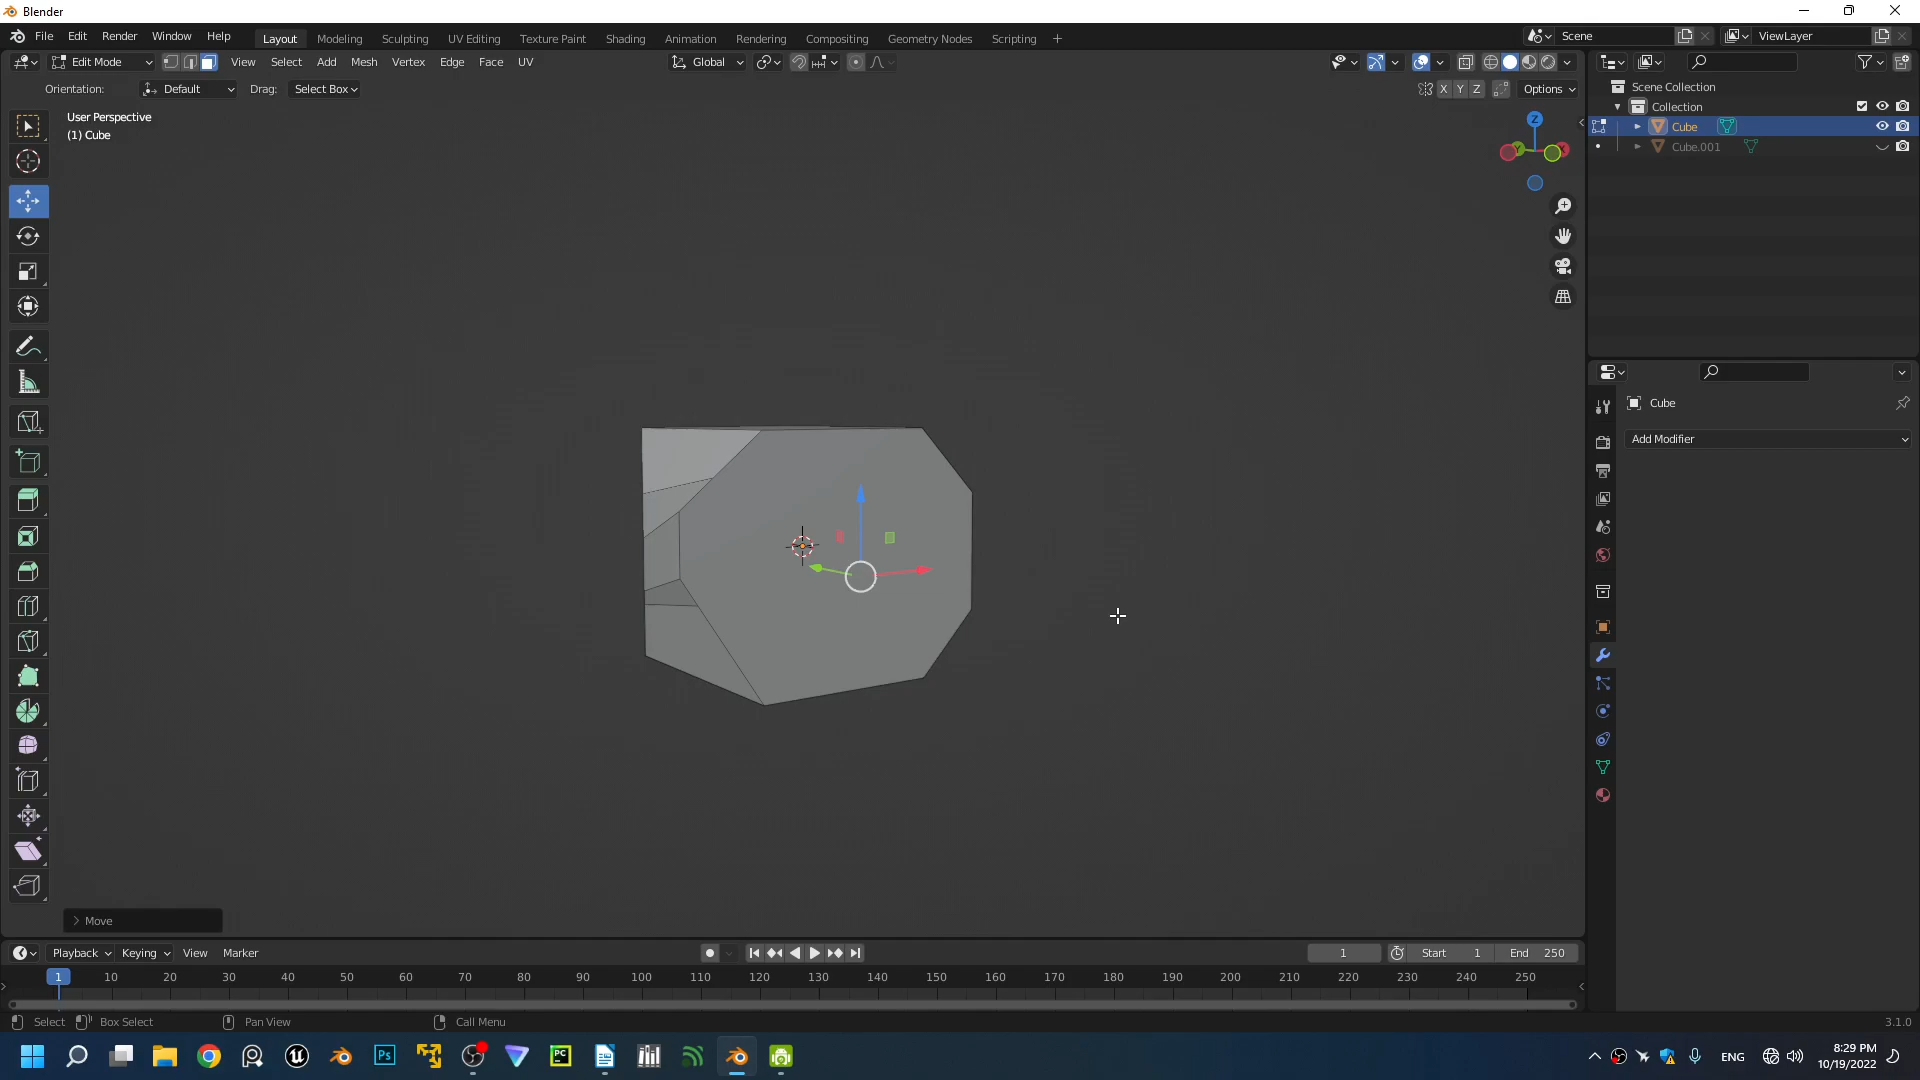 Blender
File Edit Render Window Help
Layout Modeling Sculpting UV Editing Texture Paint Shading Animation Rendering Compositing Geometry Nodes Scripting +
Scene
ViewLayer
Edit Mode
View Select Add Mesh Vertex Edge Face UV
Global
Orientation: Default Drag: Select Box
X Y Z Options
User Perspective
(1) Cube
Z
Scene Collection
Collection
Cube
Cube.001
Cube
Add Modifier
> Move
Playback Keying View Marker
1
Start 1 End 250
1 10 20 30 40 50 60 70 80 90 100 110 120 130 140 150 160 170 180 190 200 210 220 230 240 250
Select Box Select Pan View Call Menu
3.1.0
Ps
PC
ENG
8:29 PM
10/19/2022